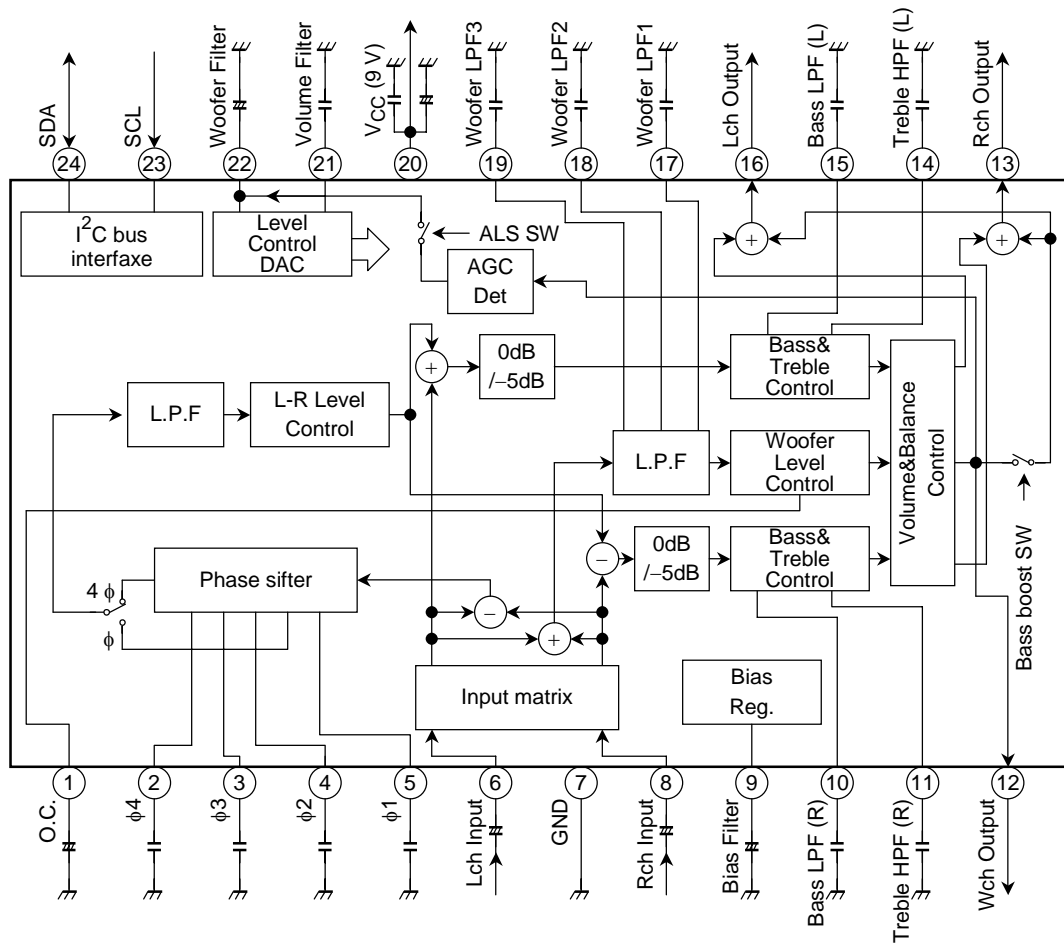 SDA
SCL
Woofer Filter
Volume Filter
VCC (9 V)
Woofer LPF3
Woofer LPF2
Woofer LPF1
Lch Output
Bass LPF (L)
Treble HPF (L)
Rch Output
24
23
22
21
20
19
18
17
16
15
14
13
I²C bus
interfaxe
Level
Control
DAC
ALS SW
AGC
Det
+
+
+
0dB
/–5dB
Bass&
Treble
Control
L.P.F
L-R Level
Control
L.P.F
Woofer
Level
Control
Volume&Balance
Control
–
0dB
/–5dB
Bass&
Treble
Control
Bass boost SW
Phase sifter
4 ϕ
ϕ
–
+
Input matrix
Bias
Reg.
1
2
3
4
5
6
7
8
9
10
11
12
O.C.
ϕ4
ϕ3
ϕ2
ϕ1
Lch Input
GND
Rch Input
Bias Filter
Bass LPF (R)
Treble HPF (R)
Wch Output